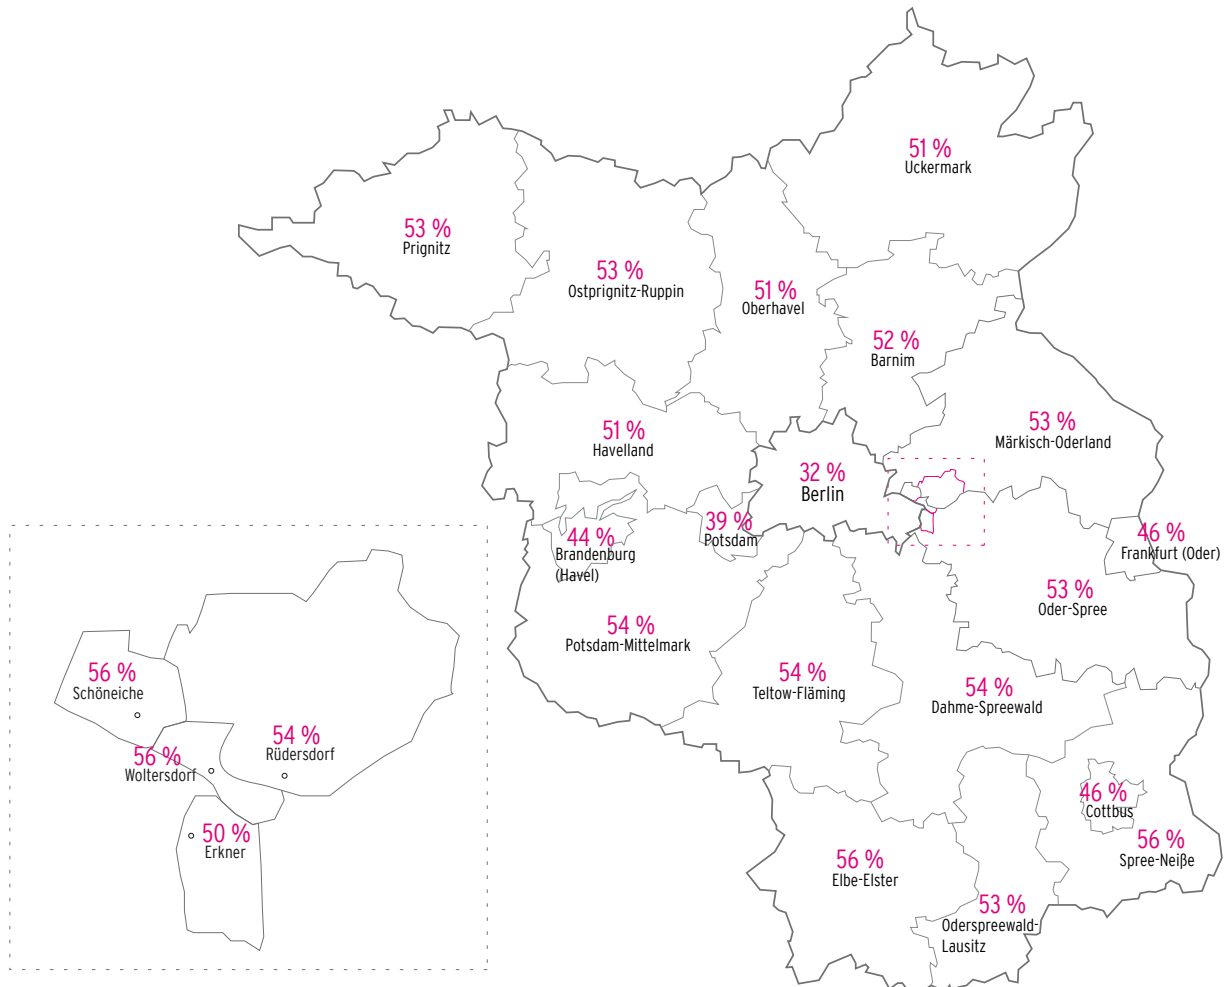 51 %
Uckermark
53 %
Prignitz
53 %
Ostprignitz-Ruppin
51 %
Oberhavel
52 %
Barnim
53 %
Märkisch-Oderland
51 %
Havelland
32 %
Berlin
39 %
Potsdam
44 %
Brandenburg
(Havel)
46 %
Frankfurt (Oder)
53 %
Oder-Spree
54 %
Potsdam-Mittelmark
54 %
Teltow-Fläming
54 %
Dahme-Spreewald
46 %
Cottbus
56 %
Spree-Neiße
56 %
Elbe-Elster
53 %
Oderspreewald-
Lausitz
56 %
Schöneiche
54 %
Rüdersdorf
56 %
Woltersdorf
50 %
Erkner